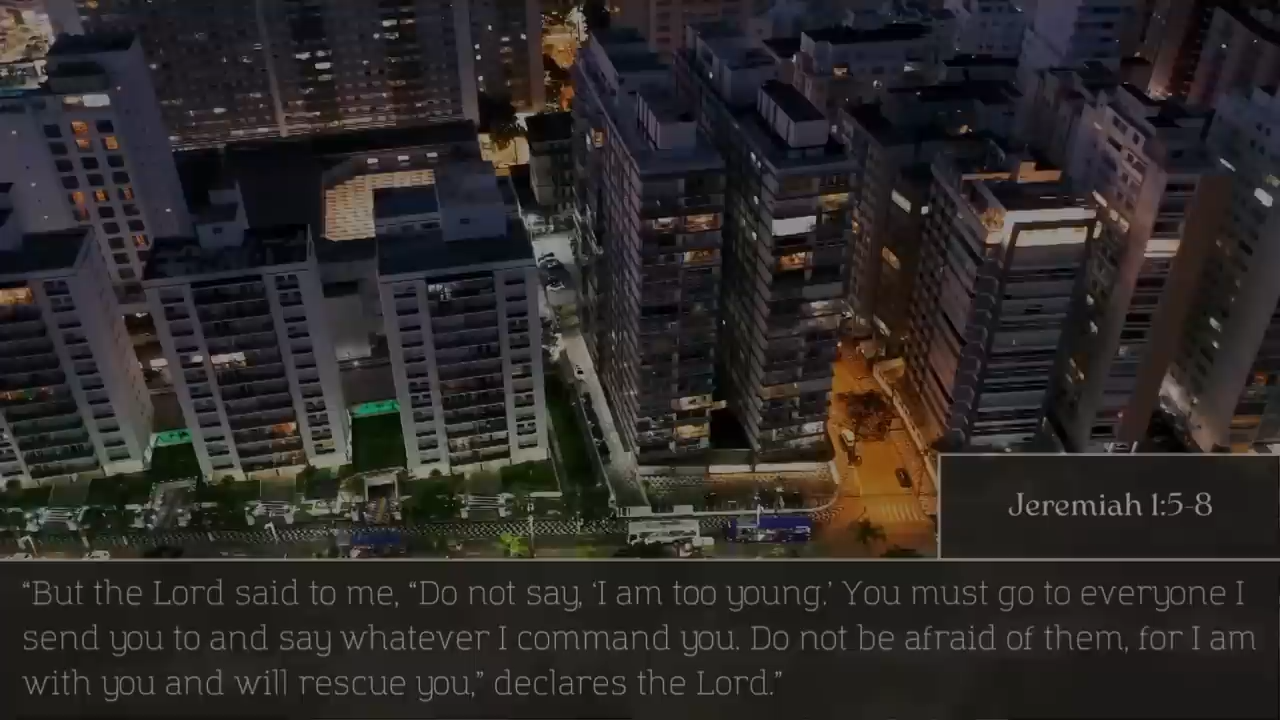 Jeremiah 1:5-8
“But the Lord said to me, “Do not say, ‘I am too young.’ You must go to everyone I
send you to and say whatever I command you. Do not be afraid of them, for I am
with you and will rescue you,” declares the Lord.”